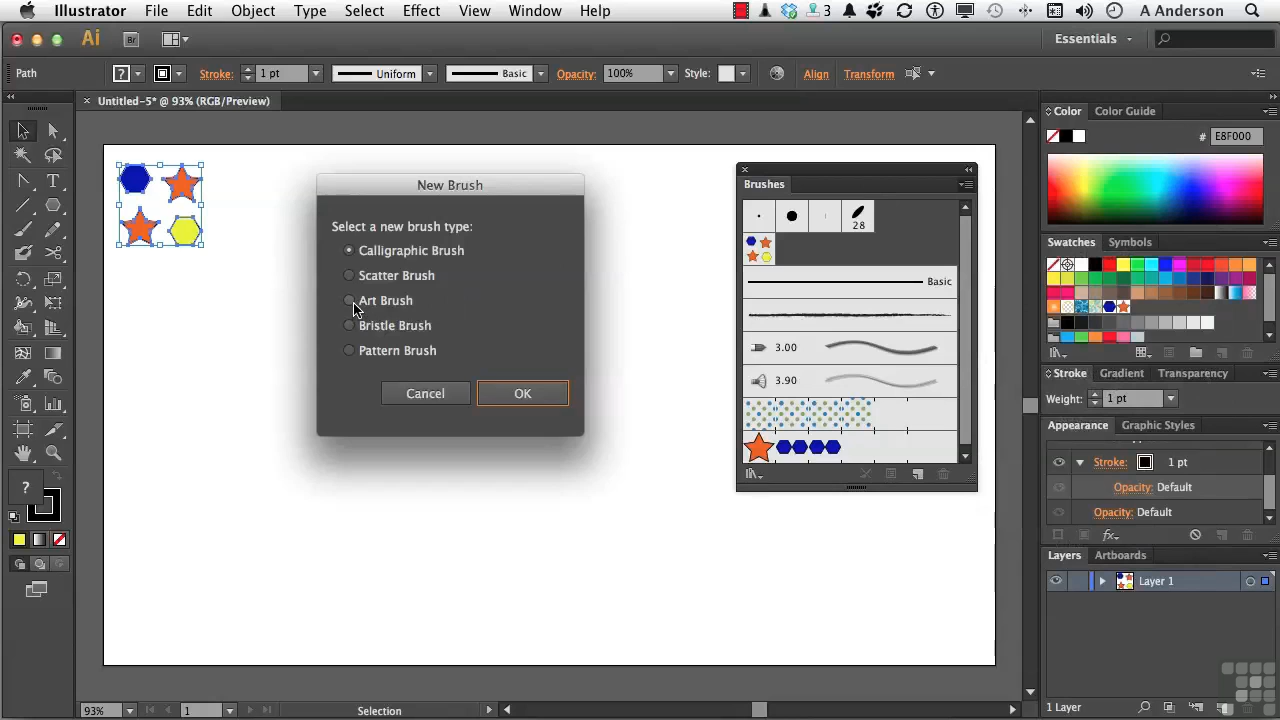 Illustrator File Edit Object Type Select Effect View Window Help 3 A Anderson
Ai Br Essentials
Path ? Stroke: 1 pt Uniform Basic Opacity: 100% Style: Align Transform
Untitled-5* @ 93% (RGB/Preview)
Color Color Guide
# E8F000
New Brush
Select a new brush type:
Calligraphic Brush
Scatter Brush
Art Brush
Bristle Brush
Pattern Brush
Cancel OK
Brushes
28
Basic
3.00
3.90
Swatches Symbols
Stroke Gradient Transparency
Weight: 1 pt
Appearance Graphic Styles
Stroke: 1 pt
Opacity: Default
Opacity: Default
fx
Layers Artboards
Layer 1
1 Layer
T
?
93% 1 Selection